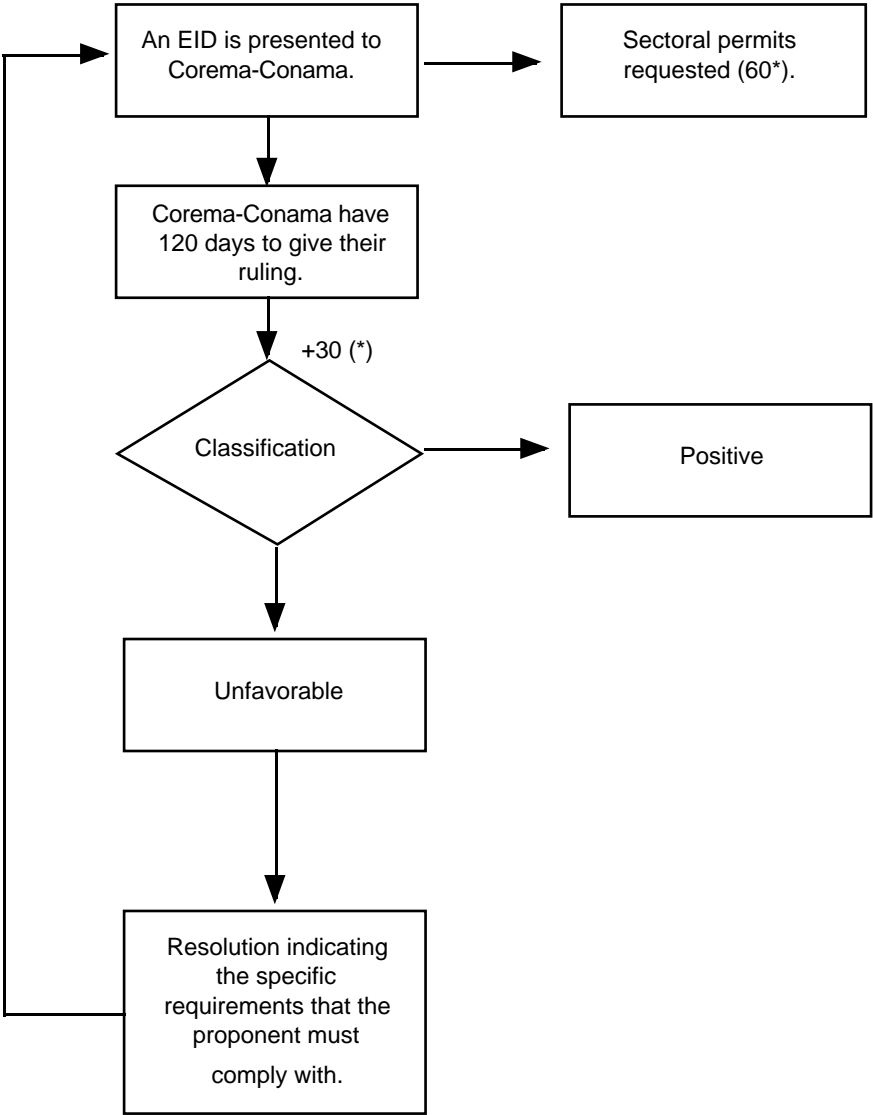 An EID is presented to
Corema-Conama.
Sectoral permits
requested (60*).
Corema-Conama have
120 days to give their
ruling.
+30 (*)
Classification
Positive
Unfavorable
Resolution indicating
the specific
requirements that the
proponent must
comply with.